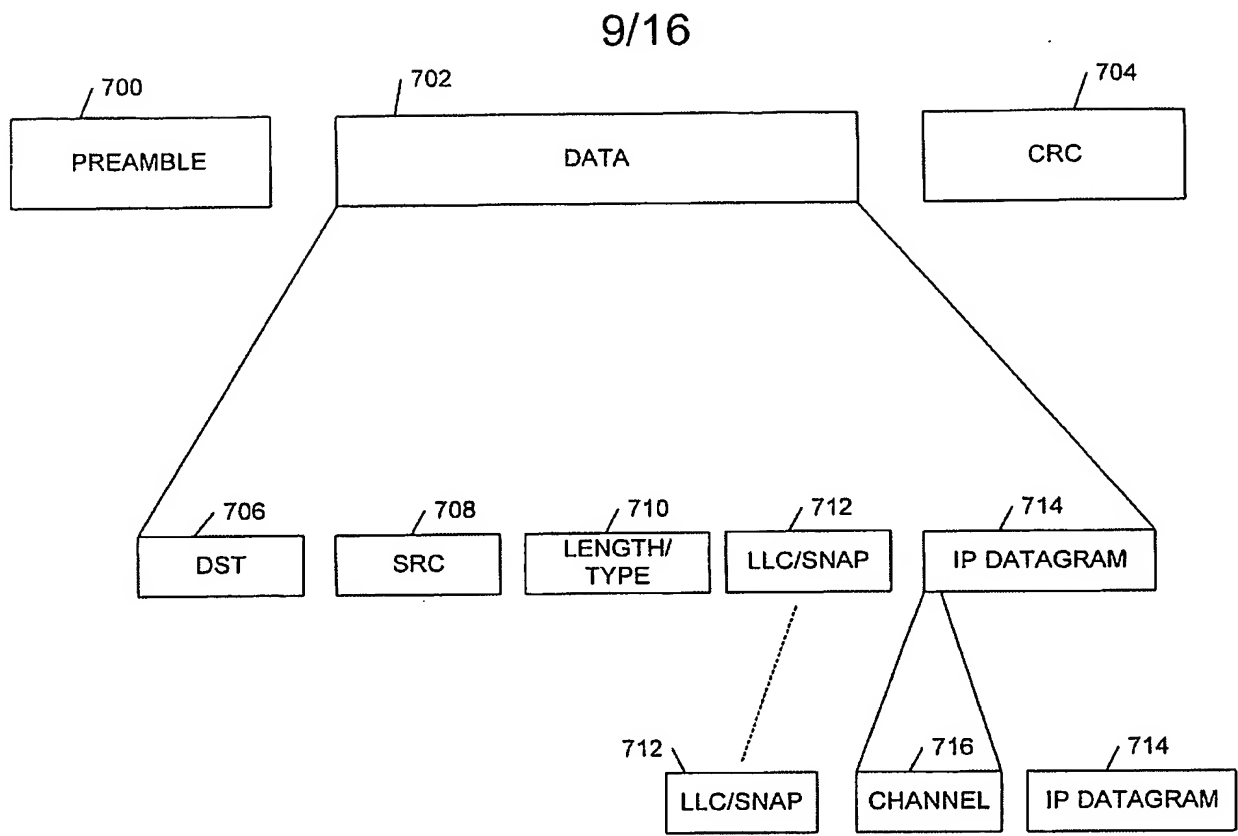 9/16
700
702
704
PREAMBLE
DATA
CRC
706
708
710
712
714
DST
SRC
LENGTH/
TYPE
LLC/SNAP
IP DATAGRAM
712
716
714
LLC/SNAP
CHANNEL
IP DATAGRAM